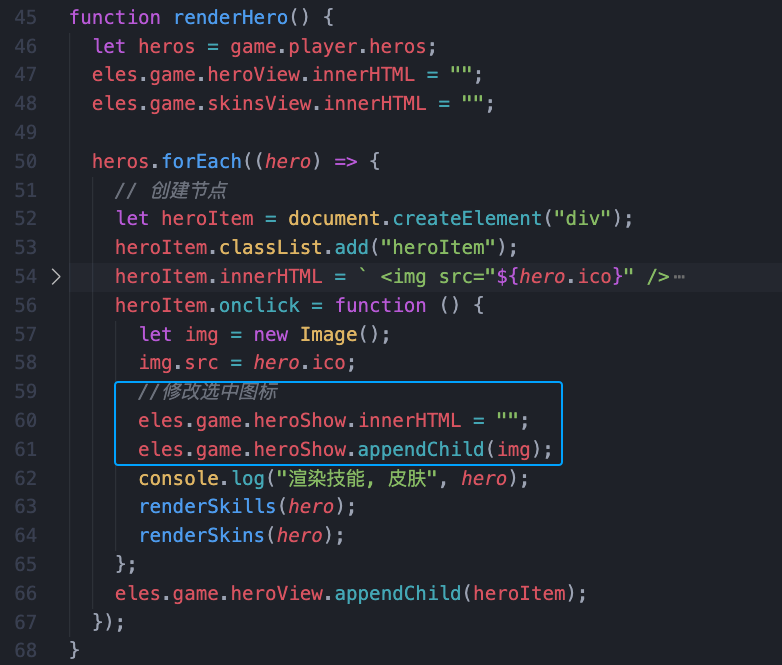 45 function renderHero() {
46 let heros = game.player.heros;
47 eles.game.heroView.innerHTML = "";
48 eles.game.skinsView.innerHTML = "";
49
50 heros.forEach((hero) => {
51 // 创建节点
52 let heroItem = document.createElement("div");
53 heroItem.classList.add("heroItem");
54 heroItem.innerHTML = ` <img src="${hero.ico}" />…
56 heroItem.onclick = function () {
57 let img = new Image();
58 img.src = hero.ico;
59 //修改选中图标
60 eles.game.heroShow.innerHTML = "";
61 eles.game.heroShow.appendChild(img);
62 console.log("渲染技能, 皮肤", hero);
63 renderSkills(hero);
64 renderSkins(hero);
65 };
66 eles.game.heroView.appendChild(heroItem);
67 });
68 }